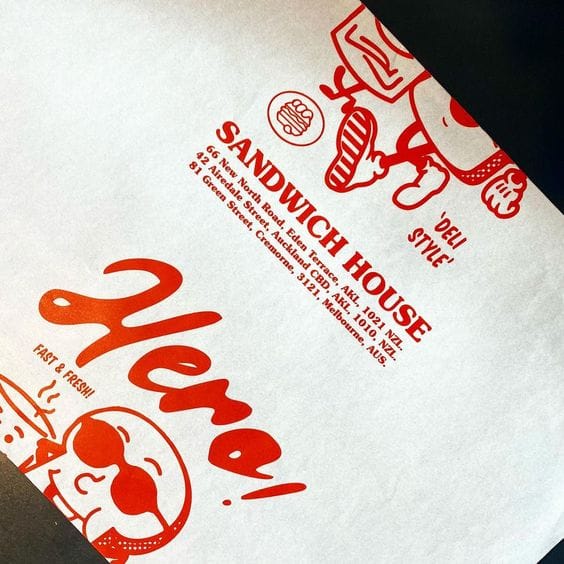 SANDWICH HOUSE
66 New North Road, Eden Terrace, AKL, 1021 NZL.
42 Airedale Street, Auckland CBD, AKL, 1010, NZL.
81 Green Street, Cremorne, 3121, Melbourne, AUS.
'DELI
STYLE'
Hero!
FAST & FRESH!